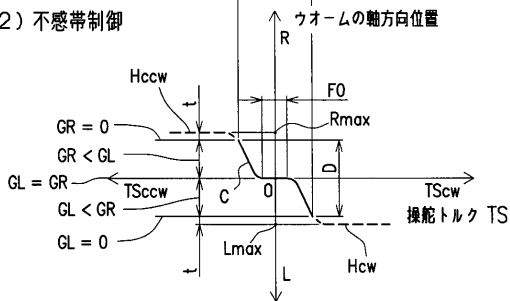 2) 不感帯制御
ウオームの軸方向位置
R
Hccw
t
F0
Rmax
GR = 0
GR < GL
D
GL = GR
TSccw
C
0
TScw
GL < GR
操舵トルク TS
GL = 0
Lmax
t
L
Hcw